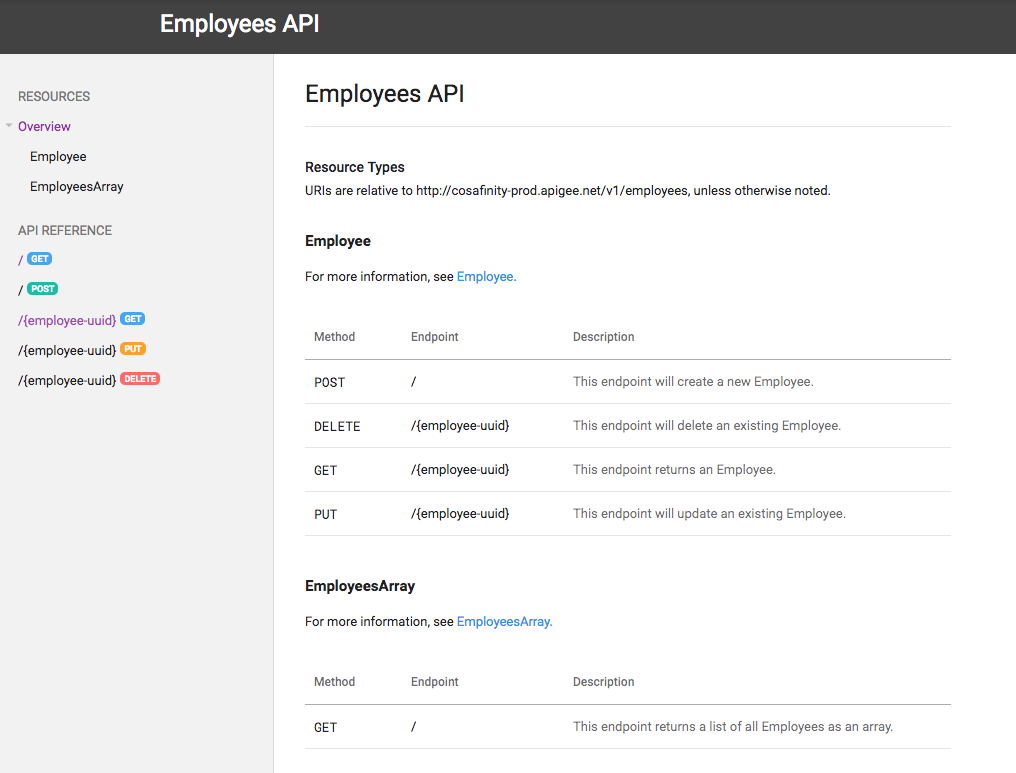 Employees API
RESOURCES
Overview
Employee
EmployeesArray
API REFERENCE
/ GET
/ POST
/{employee-uuid} GET
/{employee-uuid} PUT
/{employee-uuid} DELETE
Employees API
Resource Types
URIs are relative to http://cosafinity-prod.apigee.net/v1/employees, unless otherwise noted.
Employee
For more information, see Employee.
Method Endpoint Description
POST / This endpoint will create a new Employee.
DELETE /{employee-uuid} This endpoint will delete an existing Employee.
GET /{employee-uuid} This endpoint returns an Employee.
PUT /{employee-uuid} This endpoint will update an existing Employee.
EmployeesArray
For more information, see EmployeesArray.
Method Endpoint Description
GET / This endpoint returns a list of all Employees as an array.